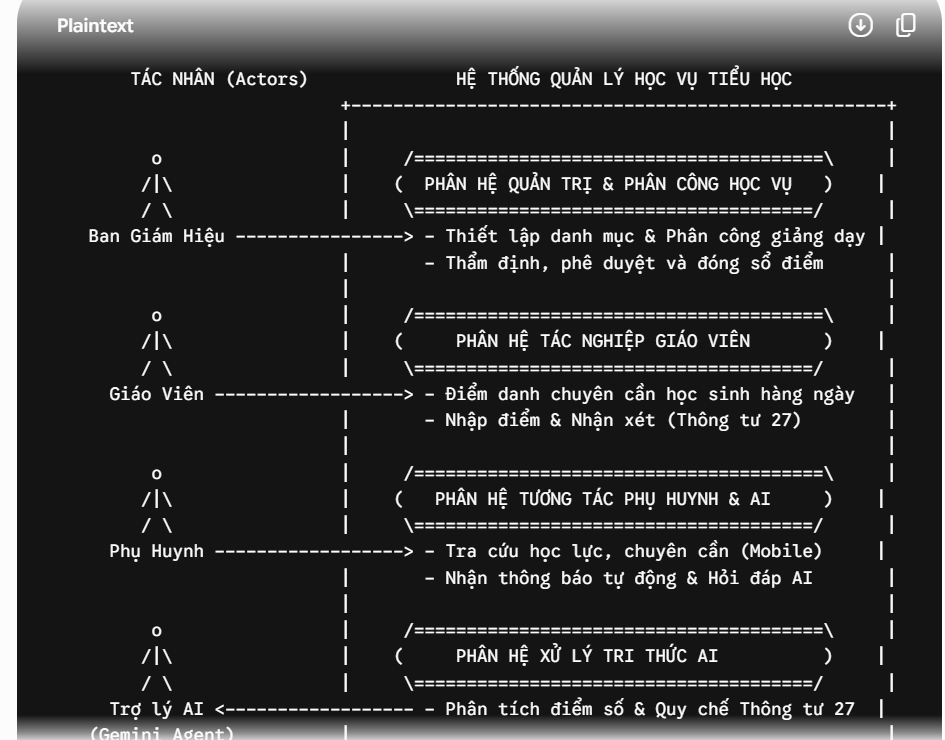 Plaintext
TÁC NHÂN (Actors) HỆ THỐNG QUẢN LÝ HỌC VỤ TIỂU HỌC
+---------------------------------------------------+
| |
o | /=======================================\ |
/|\ | ( PHÂN HỆ QUẢN TRỊ & PHÂN CÔNG HỌC VỤ ) |
/ \ | \======================================/ |
Ban Giám Hiệu ----------------> - Thiết lập danh mục & Phân công giảng dạy |
| - Thẩm định, phê duyệt và đóng sổ điểm |
| |
o | /=======================================\ |
/|\ | ( PHÂN HỆ TÁC NGHIỆP GIÁO VIÊN ) |
/ \ | \======================================/ |
Giáo Viên ------------------> - Điểm danh chuyên cần học sinh hàng ngày |
| - Nhập điểm & Nhận xét (Thông tư 27) |
| |
o | /=======================================\ |
/|\ | ( PHÂN HỆ TƯƠNG TÁC PHỤ HUYNH & AI ) |
/ \ | \======================================/ |
Phụ Huynh ------------------> - Tra cứu học lực, chuyên cần (Mobile) |
| - Nhận thông báo tự động & Hỏi đáp AI |
| |
o | /=======================================\ |
/|\ | ( PHÂN HỆ XỬ LÝ TRI THỨC AI ) |
/ \ | \======================================/ |
Trợ lý AI <------------------ - Phân tích điểm số & Quy chế Thông tư 27 |
(Gemini Agent) | |